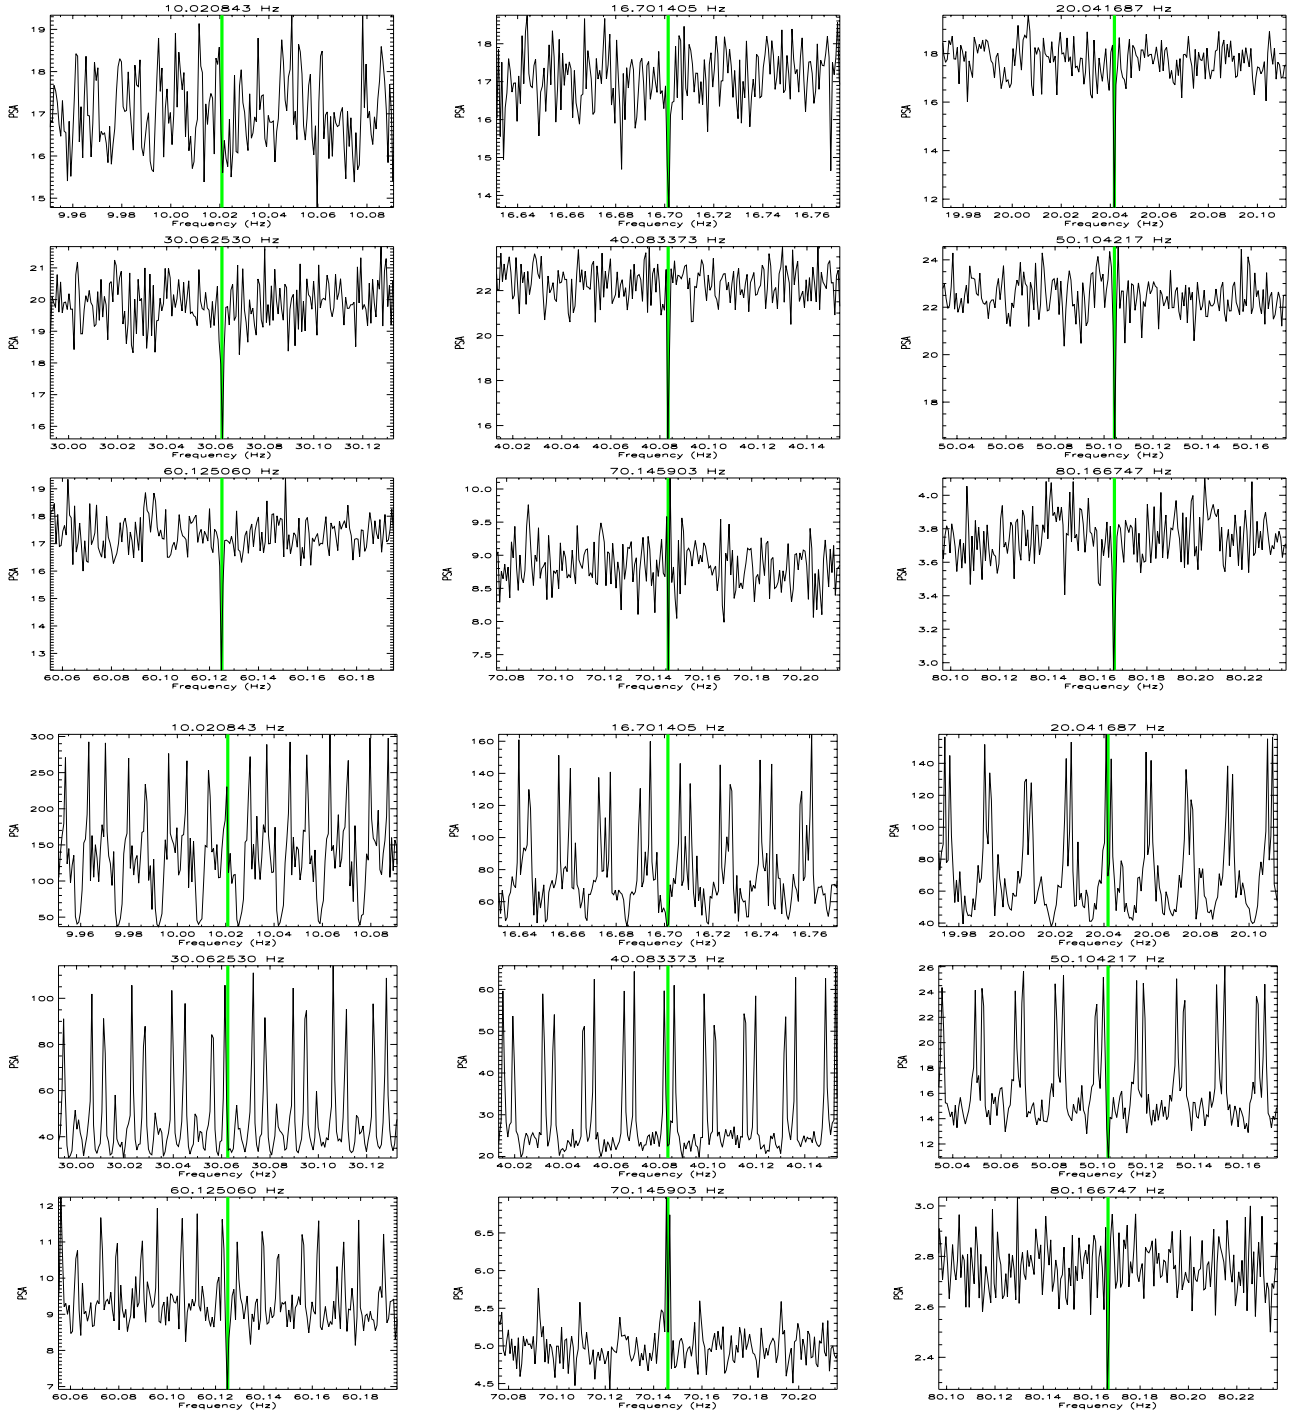 10.020843 Hz 16.701405 Hz 20.041687 Hz
PSA 19 18 17 16 15 PSA 18 17 16 15 14 PSA 18 16 14 12
9.96 9.98 10.00 10.02 10.04 10.06 10.08 16.64 16.66 16.68 16.70 16.72 16.74 16.76 19.98 20.00 20.02 20.04 20.06 20.08 20.10
Frequency (Hz) Frequency (Hz) Frequency (Hz)
30.062530 Hz 40.083373 Hz 50.104217 Hz
PSA 21 20 19 18 17 16 PSA 22 20 18 16 PSA 24 22 20 18
30.00 30.02 30.04 30.06 30.08 30.10 30.12 40.02 40.04 40.06 40.08 40.10 40.12 40.14 50.04 50.06 50.08 50.10 50.12 50.14 50.16
Frequency (Hz) Frequency (Hz) Frequency (Hz)
60.125060 Hz 70.145903 Hz 80.166747 Hz
PSA 19 18 17 16 15 14 13 PSA 10.0 9.5 9.0 8.5 8.0 7.5 PSA 4.0 3.8 3.6 3.4 3.2 3.0
60.06 60.08 60.10 60.12 60.14 60.16 60.18 70.08 70.10 70.12 70.14 70.16 70.18 70.20 80.10 80.12 80.14 80.16 80.18 80.20 80.22
Frequency (Hz) Frequency (Hz) Frequency (Hz)
10.020843 Hz 16.701405 Hz 20.041687 Hz
PSA 300 250 200 150 100 50 PSA 160 140 120 100 80 60 PSA 140 120 100 80 60 40
9.96 9.98 10.00 10.02 10.04 10.06 10.08 16.64 16.66 16.68 16.70 16.72 16.74 16.76 19.98 20.00 20.02 20.04 20.06 20.08 20.10
Frequency (Hz) Frequency (Hz) Frequency (Hz)
30.062530 Hz 40.083373 Hz 50.104217 Hz
PSA 100 80 60 40 PSA 60 50 40 30 20 PSA 26 24 22 20 18 16 14 12
30.00 30.02 30.04 30.06 30.08 30.10 30.12 40.02 40.04 40.06 40.08 40.10 40.12 40.14 50.04 50.06 50.08 50.10 50.12 50.14 50.16
Frequency (Hz) Frequency (Hz) Frequency (Hz)
60.125060 Hz 70.145903 Hz 80.166747 Hz
PSA 12 11 10 9 8 7 PSA 6.5 6.0 5.5 5.0 4.5 PSA 3.0 2.8 2.6 2.4
60.06 60.08 60.10 60.12 60.14 60.16 60.18 70.08 70.10 70.12 70.14 70.16 70.18 70.20 80.10 80.12 80.14 80.16 80.18 80.20 80.22
Frequency (Hz) Frequency (Hz) Frequency (Hz)